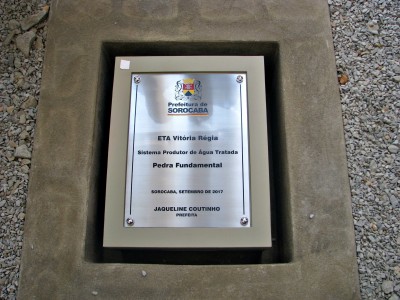 Prefeitura de
SOROCABA
ETA Vitória Régia
Sistema Produtor de Água Tratada
Pedra Fundamental
SOROCABA, SETEMBRO DE 2017
JAQUELINE COUTINHO
PREFEITA